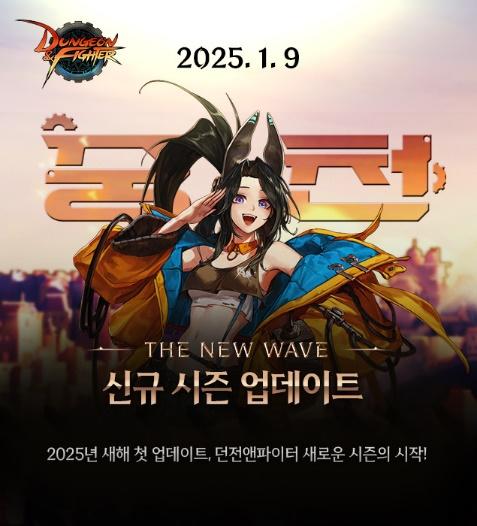 DUNGEON
& FIGHTER
2025. 1. 9
중천
THE NEW WAVE
신규 시즌 업데이트
2025년 새해 첫 업데이트, 던전앤파이터 새로운 시즌의 시작!